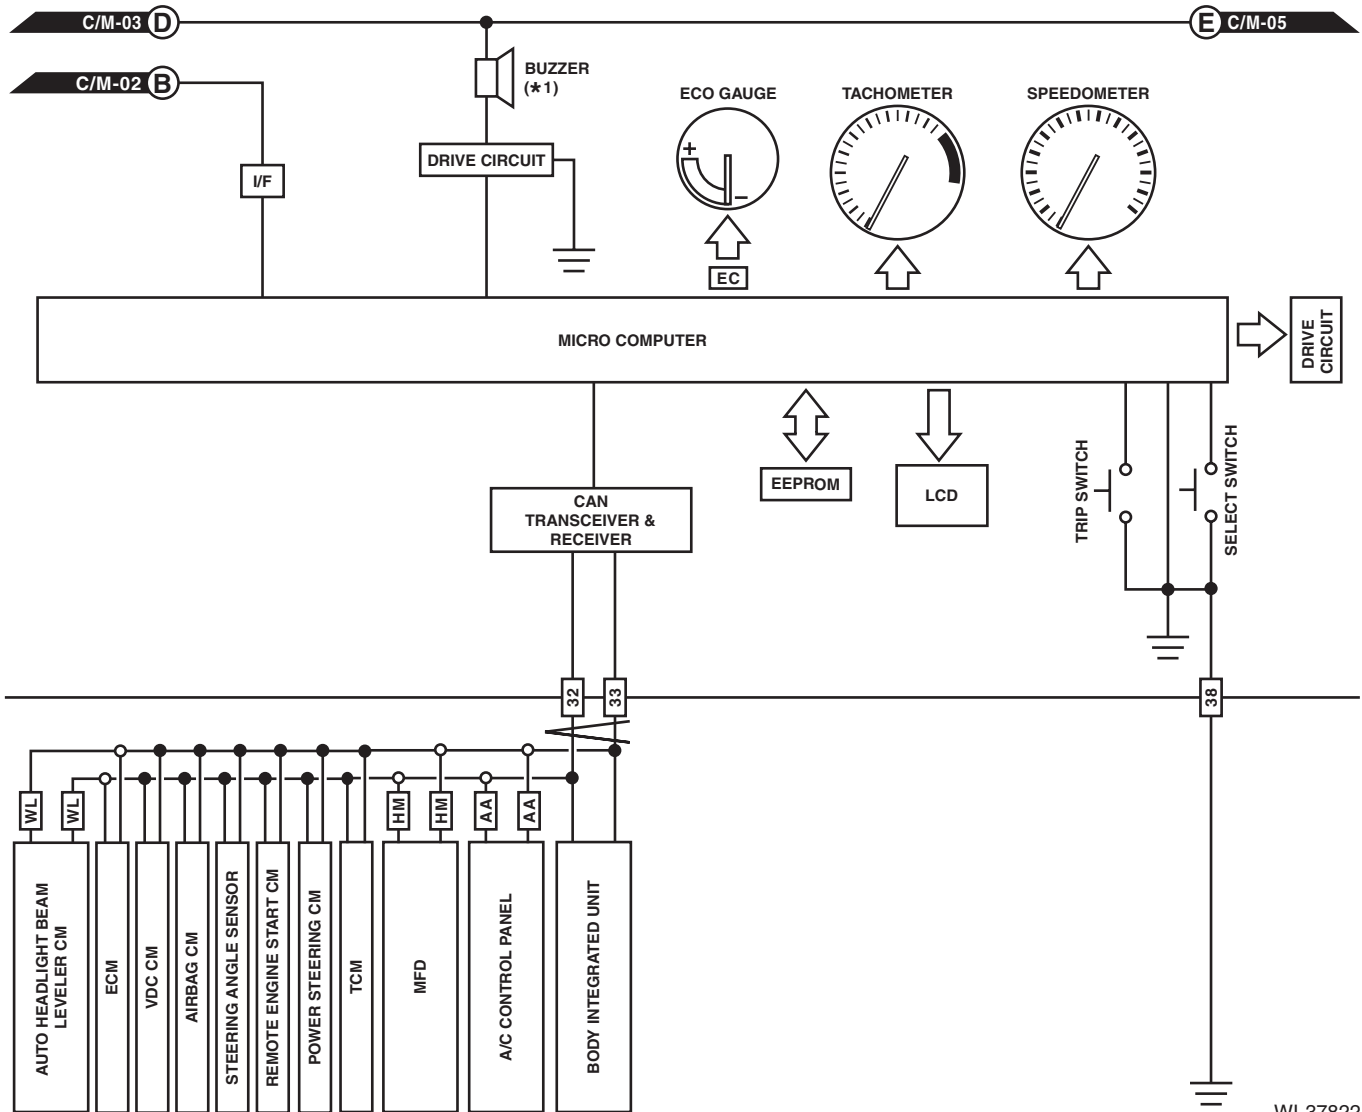 C/M-03 D
E C/M-05
C/M-02 B
BUZZER
(*1)
ECO GAUGE
TACHOMETER
SPEEDOMETER
DRIVE CIRCUIT
I/F
+
−
EC
MICRO COMPUTER
DRIVE
CIRCUIT
CAN
TRANSCEIVER &
RECEIVER
EEPROM
LCD
TRIP SWITCH
SELECT SWITCH
32
33
38
WL
WL
HM
HM
AA
AA
AUTO HEADLIGHT BEAM
LEVELER CM
ECM
VDC CM
AIRBAG CM
STEERING ANGLE SENSOR
REMOTE ENGINE START CM
POWER STEERING CM
TCM
MFD
A/C CONTROL PANEL
BODY INTEGRATED UNIT